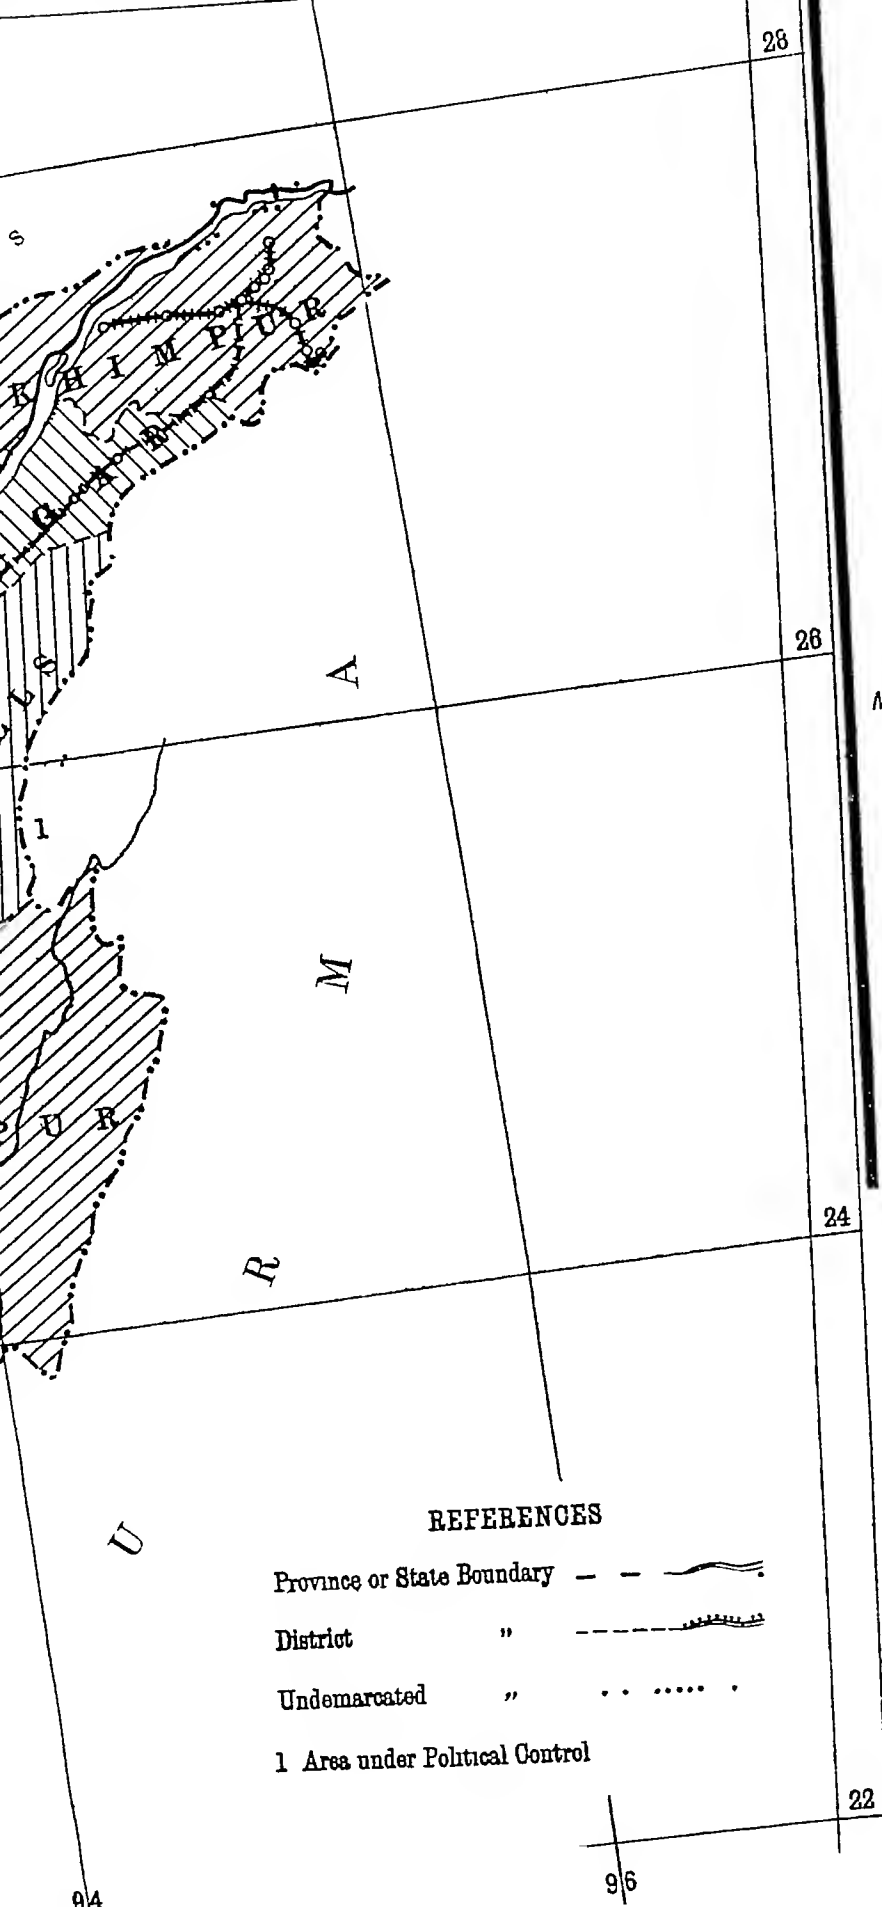 28
S
K H I M P U R
G A R
26
A
L S
1
M
P U R
24
R
U
REFERENCES
Province or State Boundary
District "
Undemarcated "
1 Area under Political Control
22
96
94